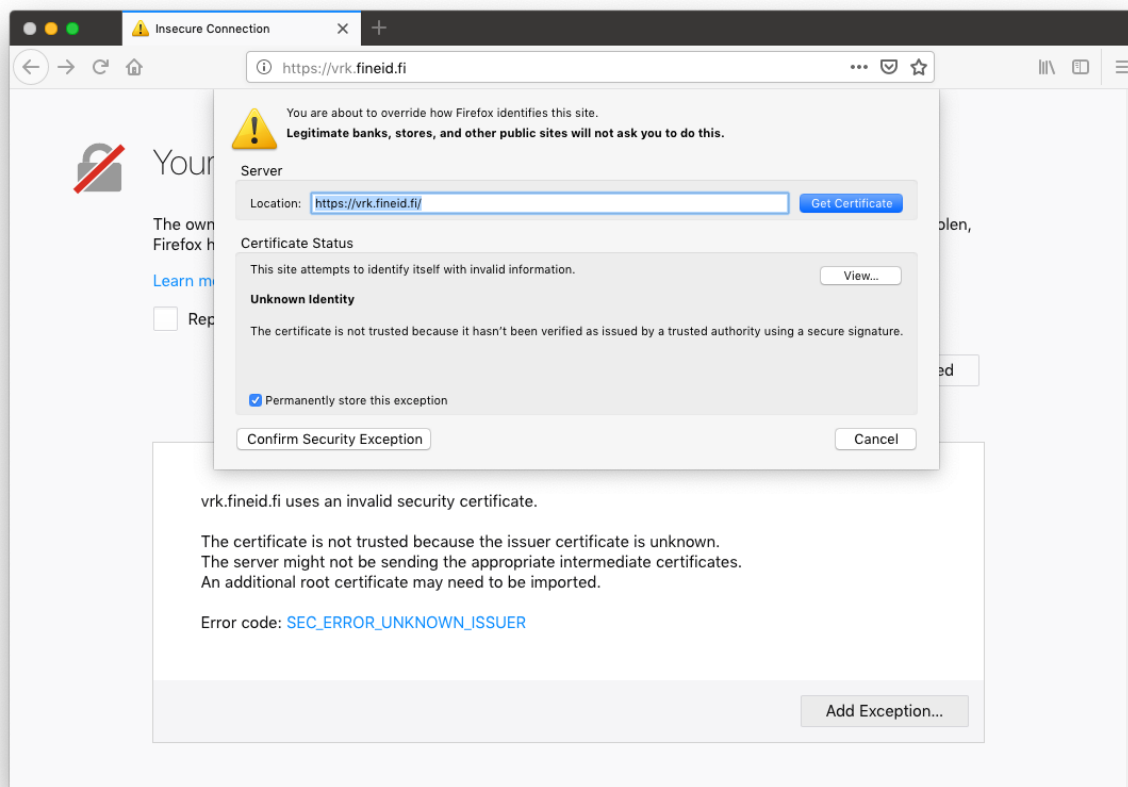 Insecure Connection
https://vrk.fineid.fi
You are about to override how Firefox identifies this site.
Legitimate banks, stores, and other public sites will not ask you to do this.
Your
Server
Location: https://vrk.fineid.fi/ Get Certificate
The own olen,
Firefox h
Certificate Status
This site attempts to identify itself with invalid information. View...
Learn mo
Unknown Identity
Rep
The certificate is not trusted because it hasn't been verified as issued by a trusted authority using a secure signature.
ed
Permanently store this exception
Confirm Security Exception Cancel
vrk.fineid.fi uses an invalid security certificate.
The certificate is not trusted because the issuer certificate is unknown.
The server might not be sending the appropriate intermediate certificates.
An additional root certificate may need to be imported.
Error code: SEC_ERROR_UNKNOWN_ISSUER
Add Exception...